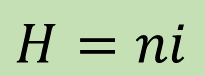 H = ni